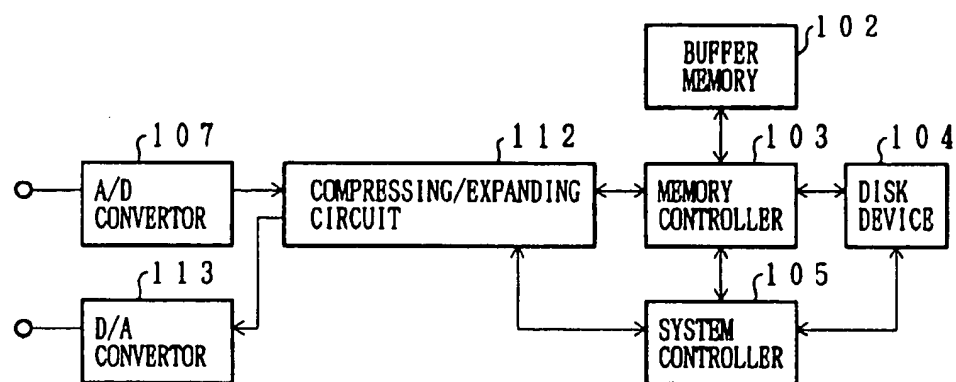 102
BUFFER
MEMORY
107
112
103
104
A/D
CONVERTOR
COMPRESSING/EXPANDING
CIRCUIT
MEMORY
CONTROLLER
DISK
DEVICE
113
105
D/A
CONVERTOR
SYSTEM
CONTROLLER